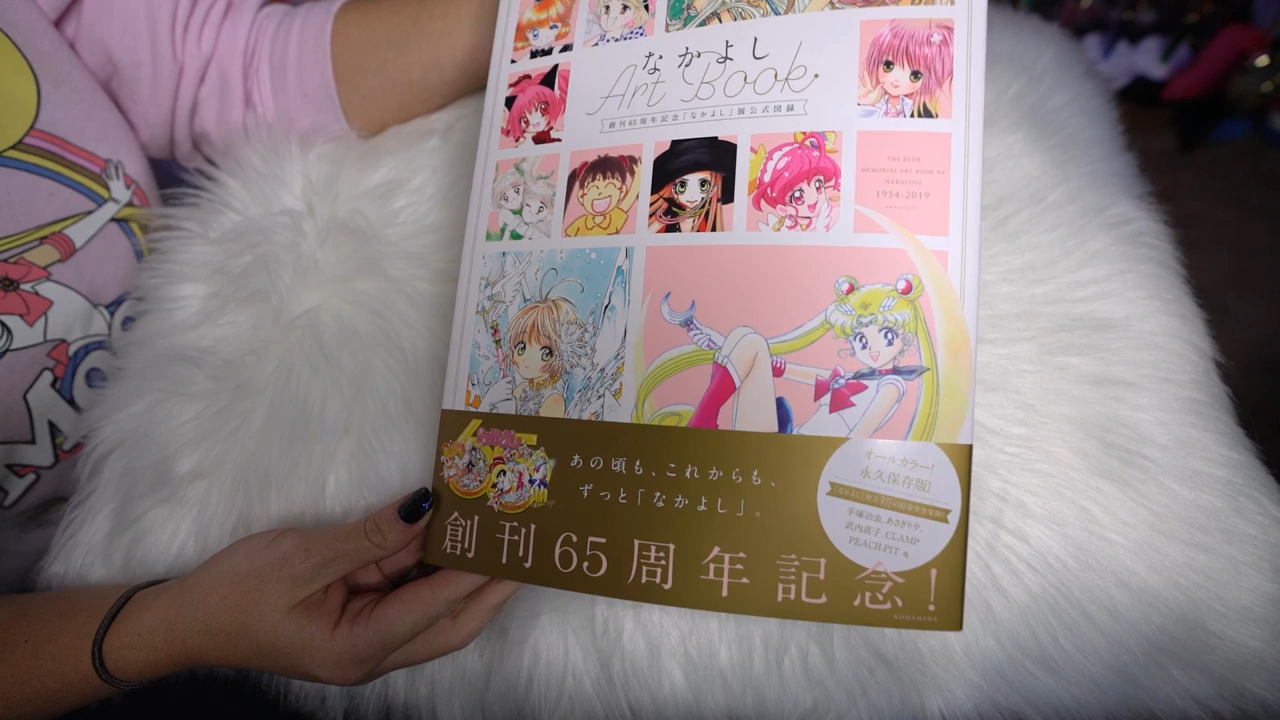 なかよし
Art Book
創刊65周年記念「なかよし」展公式図録
THE 65TH
MEMORIAL ART BOOK OF
NAKAYOSHI
1954-2019
65
あの頃も、これからも、
ずっと「なかよし」。
オールカラー!
永久保存版!
手塚治虫、あさぎり夕、
武内直子、CLAMP
PEACH-PIT 他
創刊65周年記念!
KODANSHA
MOO